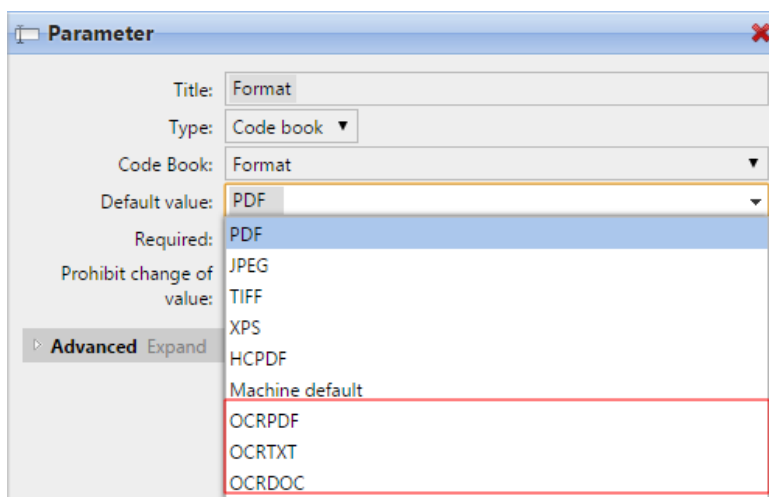 Parameter
Title: Format
Type: Code book
Code Book: Format
Default value: PDF
Required:
Prohibit change of
value:
Advanced Expand
PDF
JPEG
TIFF
XPS
HCPDF
Machine default
OCRPDF
OCRTXT
OCRDOC